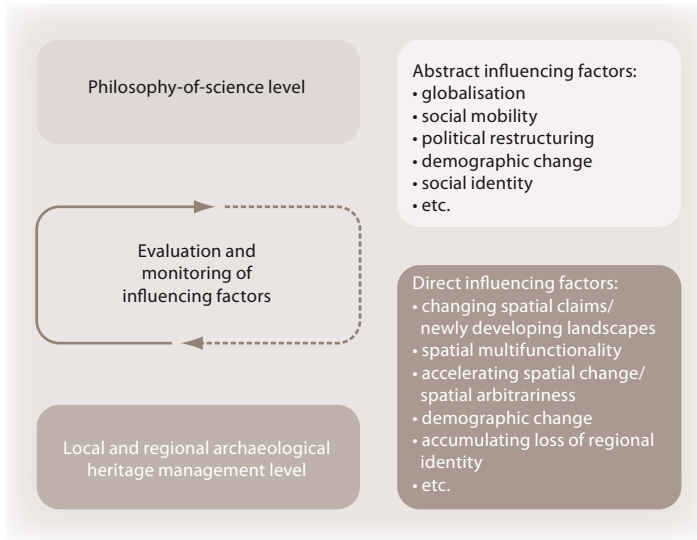 Philosophy-of-science level
Evaluation and
monitoring of
influencing factors
Local and regional archaeological
heritage management level
Abstract influencing factors:
• globalisation
• social mobility
• political restructuring
• demographic change
• social identity
• etc.
Direct influencing factors:
• changing spatial claims/
newly developing landscapes
• spatial multifunctionality
• accelerating spatial change/
spatial arbitrariness
• demographic change
• accumulating loss of regional
identity
• etc.